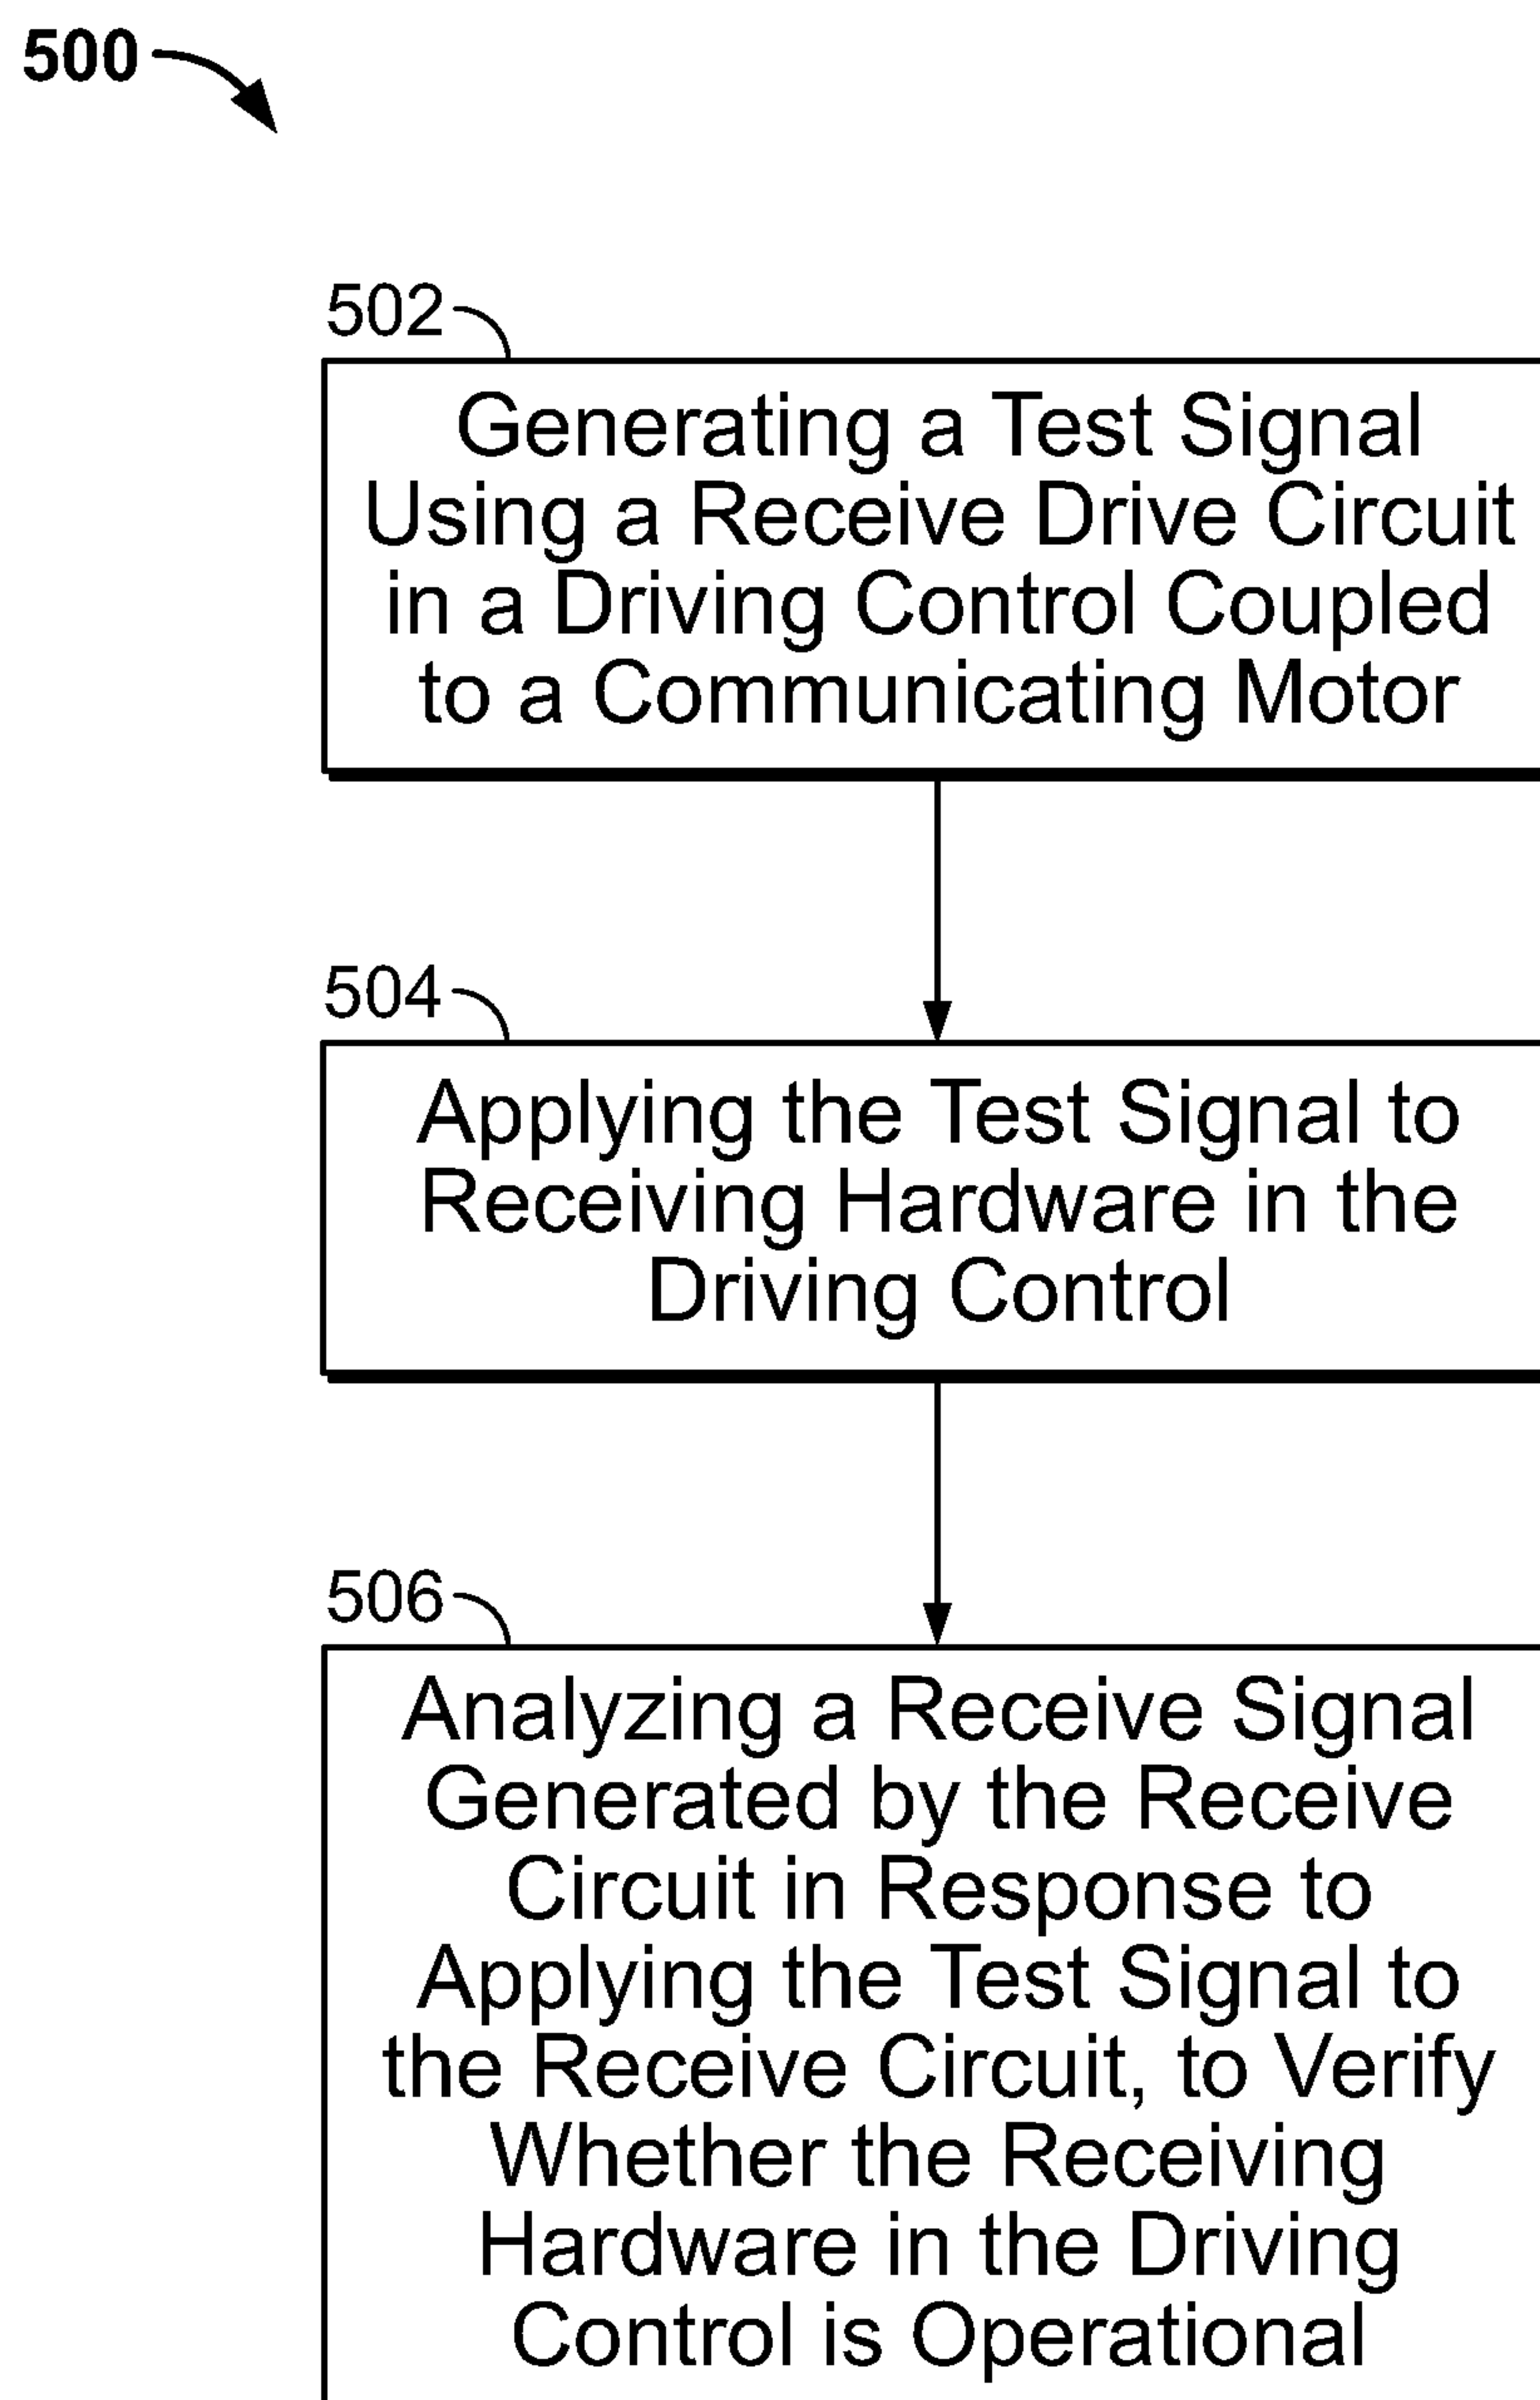 500
502
Generating a Test Signal
Using a Receive Drive Circuit
in a Driving Control Coupled
to a Communicating Motor
504
Applying the Test Signal to
Receiving Hardware in the
Driving Control
506
Analyzing a Receive Signal
Generated by the Receive
Circuit in Response to
Applying the Test Signal to
the Receive Circuit, to Verify
Whether the Receiving
Hardware in the Driving
Control is Operational